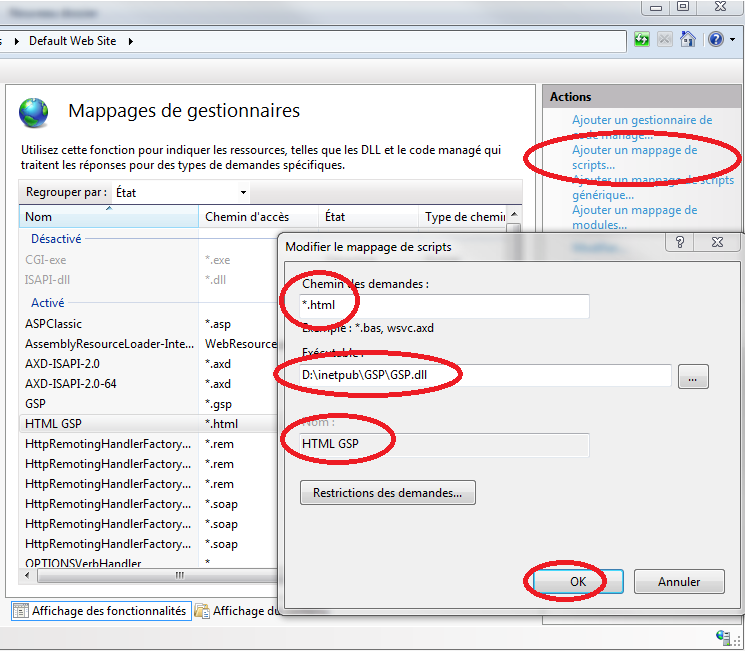 Default Web Site
Mappages de gestionnaires
Utilisez cette fonction pour indiquer les ressources, telles que les DLL et le code managé qui
traitent les réponses pour des types de demandes spécifiques.
Regrouper par : État
Nom Chemin d'accès État Type de chemin
Désactivé
CGI-exe *.exe
ISAPI-dll *.dll
Activé
ASPClassic *.asp
AssemblyResourceLoader-Inte... WebResource
AXD-ISAPI-2.0 *.axd
AXD-ISAPI-2.0-64 *.axd
GSP *.gsp
HTML GSP *.html
HttpRemotingHandlerFactory... *.rem
HttpRemotingHandlerFactory... *.rem
HttpRemotingHandlerFactory... *.rem
HttpRemotingHandlerFactory... *.soap
HttpRemotingHandlerFactory... *.soap
HttpRemotingHandlerFactory... *.soap
OPTIONSVerbHandler *
Affichage des fonctionnalités Affichage du
Actions
Ajouter un gestionnaire de
code managé...
Ajouter un mappage de
scripts...
Ajouter un mappage de scripts
générique...
Ajouter un mappage de
modules...
Modifier le mappage de scripts
Chemin des demandes :
*.html
Exemple : *.bas, wsvc.axd
Exécutable :
D:\inetpub\GSP\GSP.dll
...
Nom :
HTML GSP
Restrictions des demandes...
OK Annuler